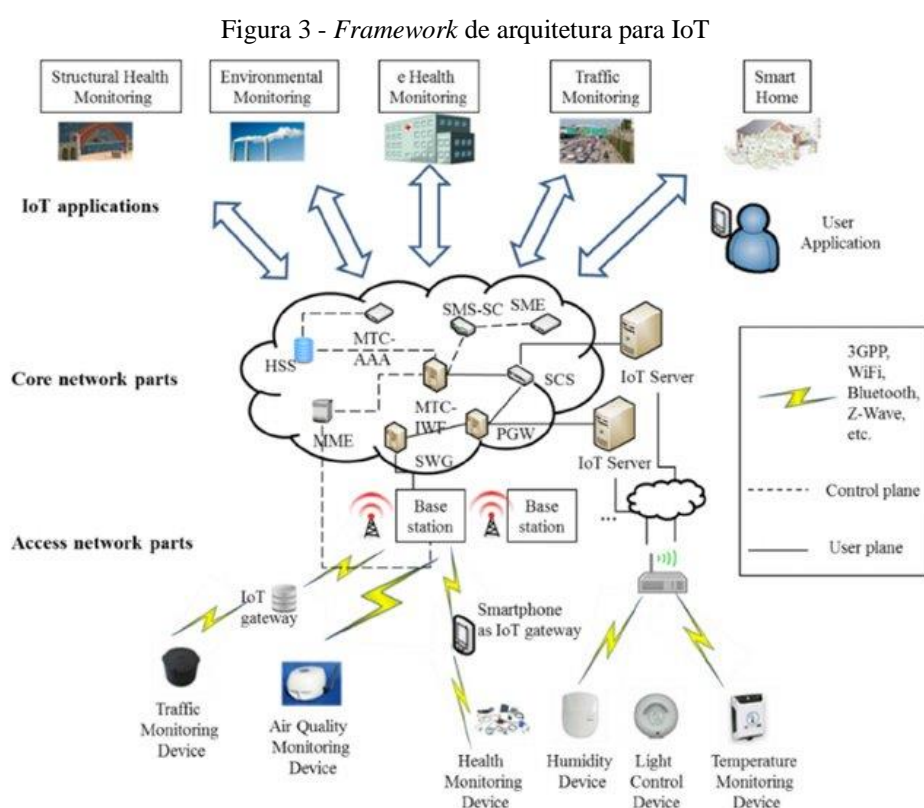 Figura 3 - Framework de arquitetura para IoT
Structural Health
Monitoring
Environmental
Monitoring
e Health
Monitoring
Traffic
Monitoring
Smart
Home
IoT applications
User
Application
SMS-SC
SME
MTC-
AAA
HSS
SCS
IoT Server
Core network parts
MTC-
IWF
MME
PGW
SWG
IoT Server
3GPP,
WiFi,
Bluetooth,
Z-Wave,
etc.
Control plane
User plane
Base
station
Base
station
...
Access network parts
IoT
gateway
Smartphone
as IoT gateway
Traffic
Monitoring
Device
Air Quality
Monitoring
Device
Health
Monitoring
Device
Humidity
Device
Light
Control
Device
Temperature
Monitoring
Device